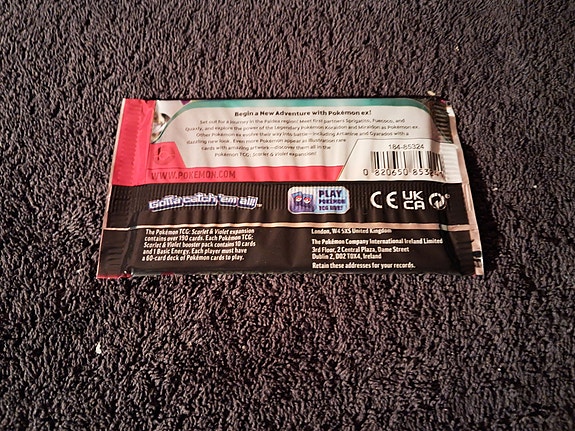 Begin a New Adventure with Pokémon ex!
Set out for a journey in the Paldea region! Meet first partners Sprigatito, Fuecoco, and
Quaxly, and explore the power of the Legendary Pokémon Koraidon and Miraidon as Pokémon ex.
Other Pokémon ex explore their way into battle—including Arcanine and Gyarados with a
dazzling new look. Even more Pokémon appear as illustration rare
cards with amazing artwork—discover them all in the
Pokémon TCG: Scarlet & Violet expansion!
184-85324
0 820650 8532
WWW.POKEMON.COM
Gotta catch 'em all!
PLAY
POKÉMON
TCG LIVE!
CE UK
CA
The Pokémon TCG: Scarlet & Violet expansion
contains over 190 cards. Each Pokémon TCG:
Scarlet & Violet booster pack contains 10 cards
and 1 Basic Energy. Each player must have
a 60-card deck of Pokémon cards to play.
London, W4 5XS United Kingdom
The Pokémon Company International Ireland Limited
3rd Floor, 2 Central Plaza, Dame Street
Dublin 2, D02 T0X4, Ireland
Retain these addresses for your records.